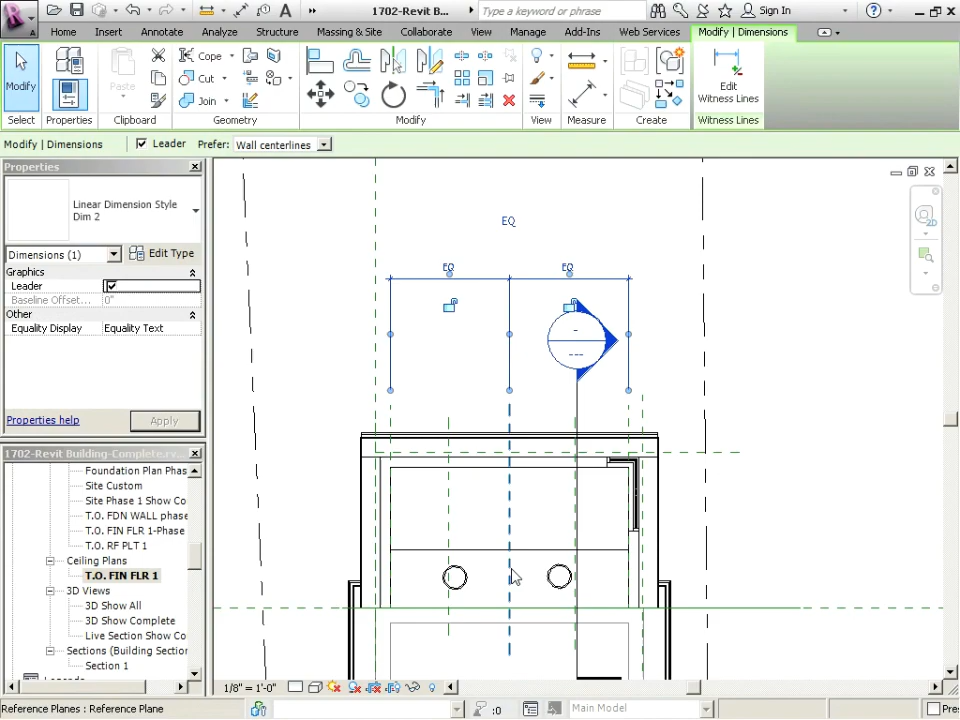 1702-Revit B...
Type a keyword or phrase
Sign In
Home
Insert
Annotate
Analyze
Structure
Massing & Site
Collaborate
View
Manage
Add-Ins
Web Services
Modify | Dimensions
Modify
Properties
Paste
Cope
Cut
Join
Edit
Witness Lines
Select
Properties
Clipboard
Geometry
Modify
View
Measure
Create
Witness Lines
Modify | Dimensions
Leader
Prefer:
Wall centerlines
Properties
Linear Dimension Style
Dim 2
Dimensions (1)
Edit Type
Graphics
Leader
Baseline Offset...
0"
Other
Equality Display
Equality Text
Properties help
Apply
1702-Revit Building-Complete.rv...
Foundation Plan Phas
Site Custom
Site Phase 1 Show Co
T.O. FDN WALL phase
T.O. FIN FLR 1-Phase
T.O. RF PLT 1
Ceiling Plans
T.O. FIN FLR 1
3D Views
3D Show All
3D Show Complete
Live Section Show Co
Sections (Building Section
Section 1
EQ
EQ
EQ
2D
1/8" = 1'-0"
Reference Planes : Reference Plane
:0
Main Model
Pres